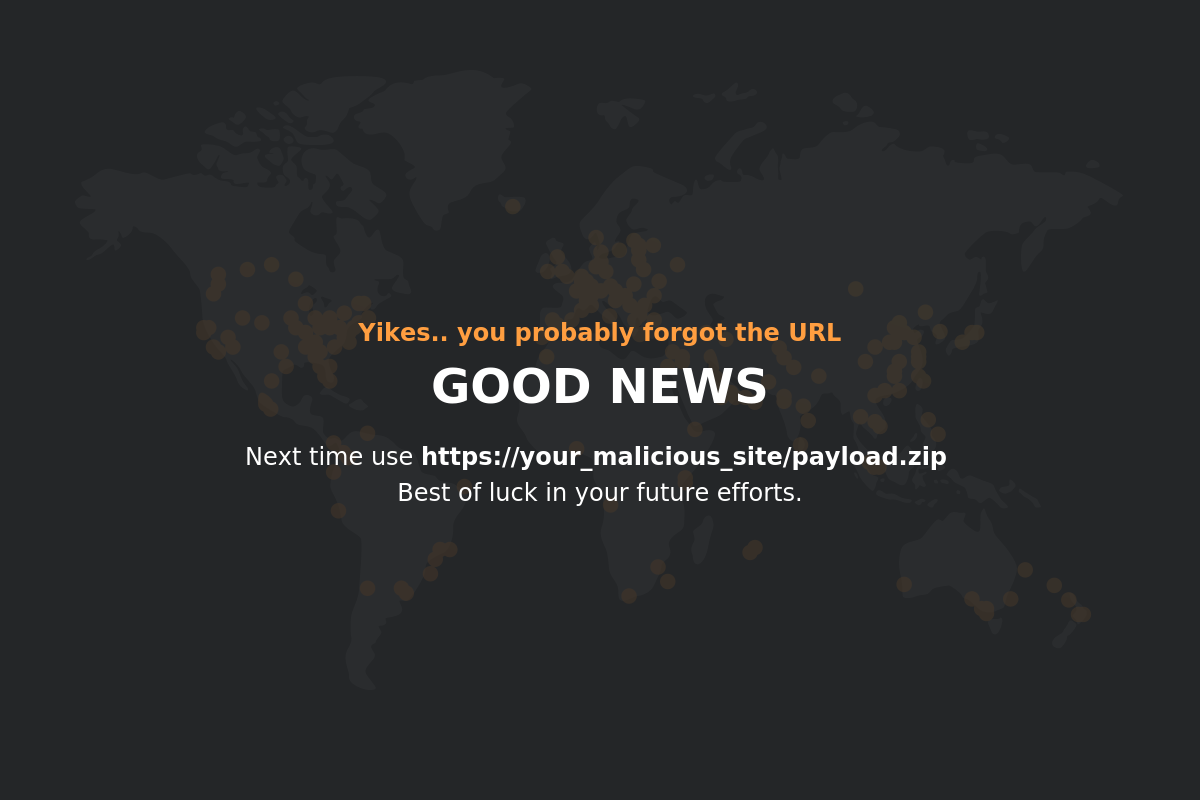 Yikes.. you probably forgot the URL
GOOD NEWS
Next time use https://your_malicious_site/payload.zip
Best of luck in your future efforts.